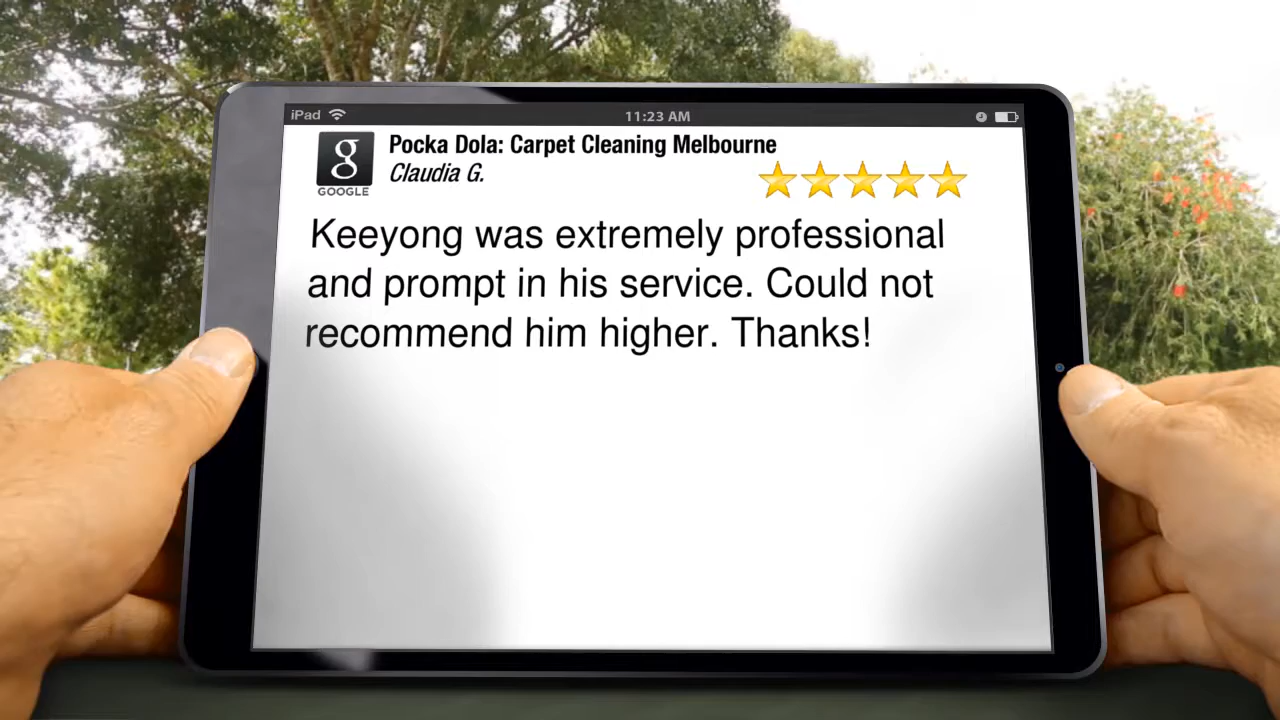 iPad
11:23 AM
g
GOOGLE
Pocka Dola: Carpet Cleaning Melbourne
Claudia G.
Keeyong was extremely professional
and prompt in his service. Could not
recommend him higher. Thanks!